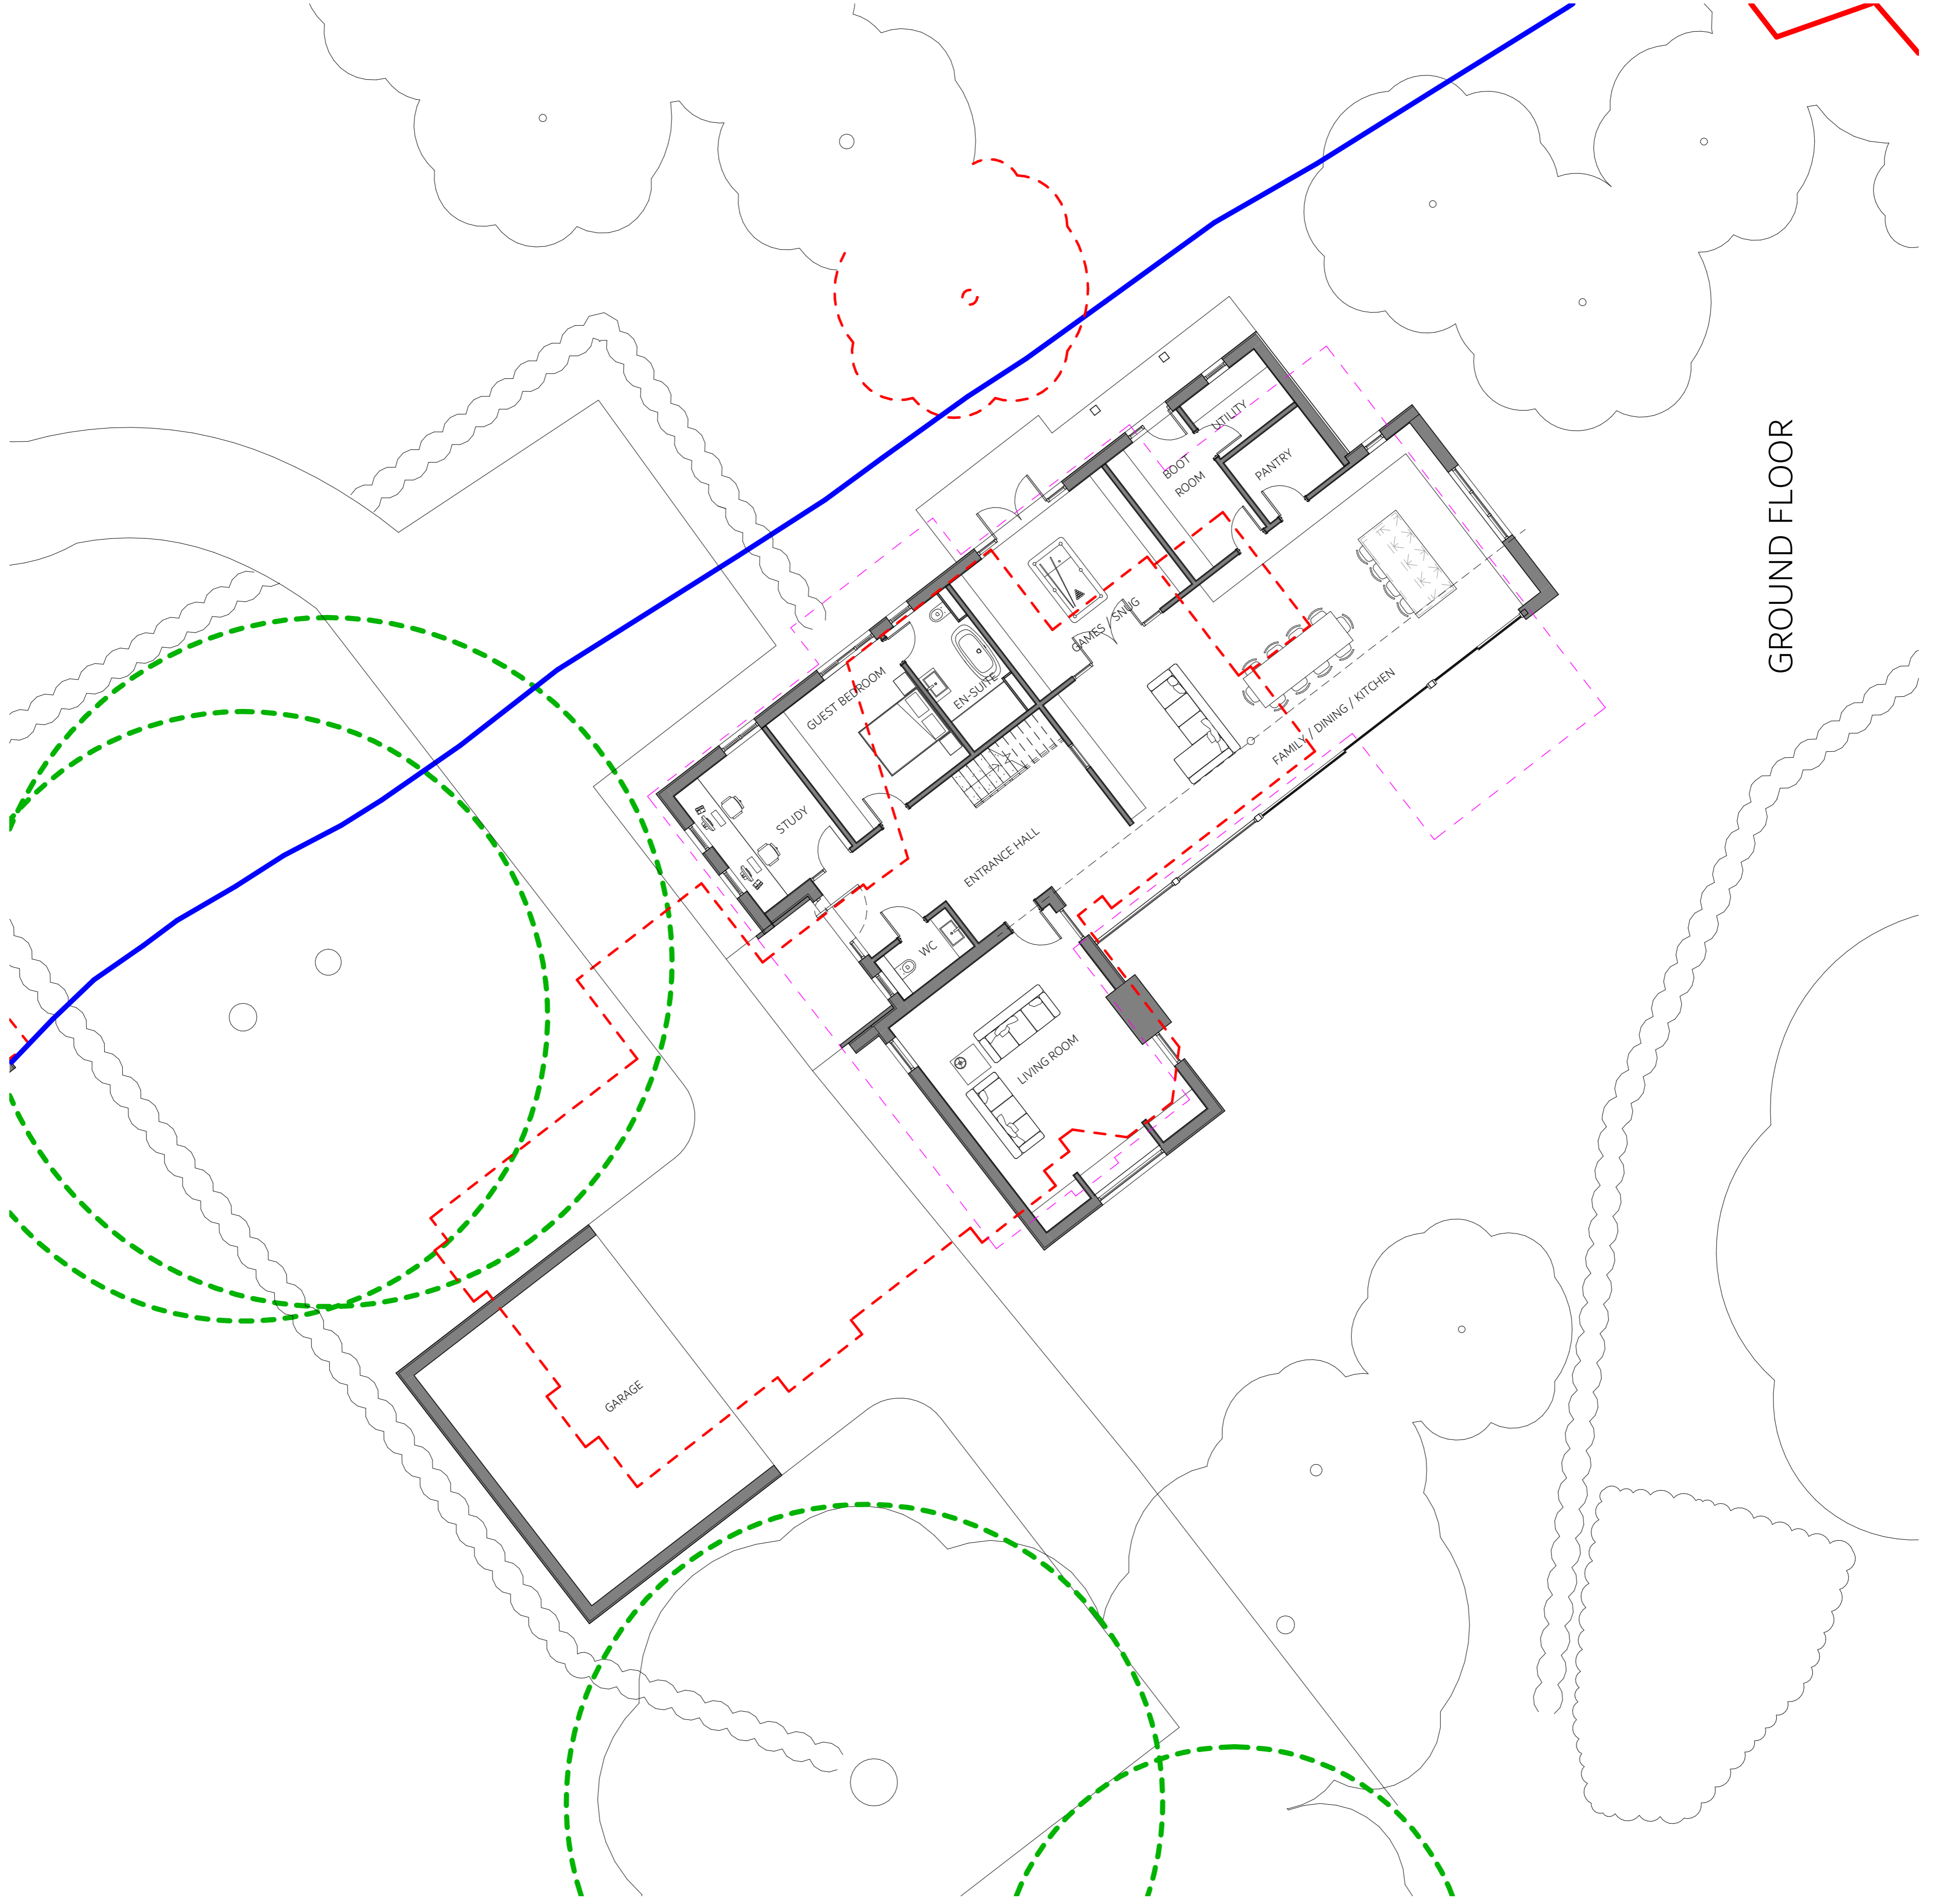 UTILITY
BOOT
ROOM
PANTRY
GAMES / SNUG
GUEST BEDROOM
EN-SUITE
FAMILY / DINING / KITCHEN
STUDY
ENTRANCE HALL
WC
LIVING ROOM
GARAGE
GROUND FLOOR